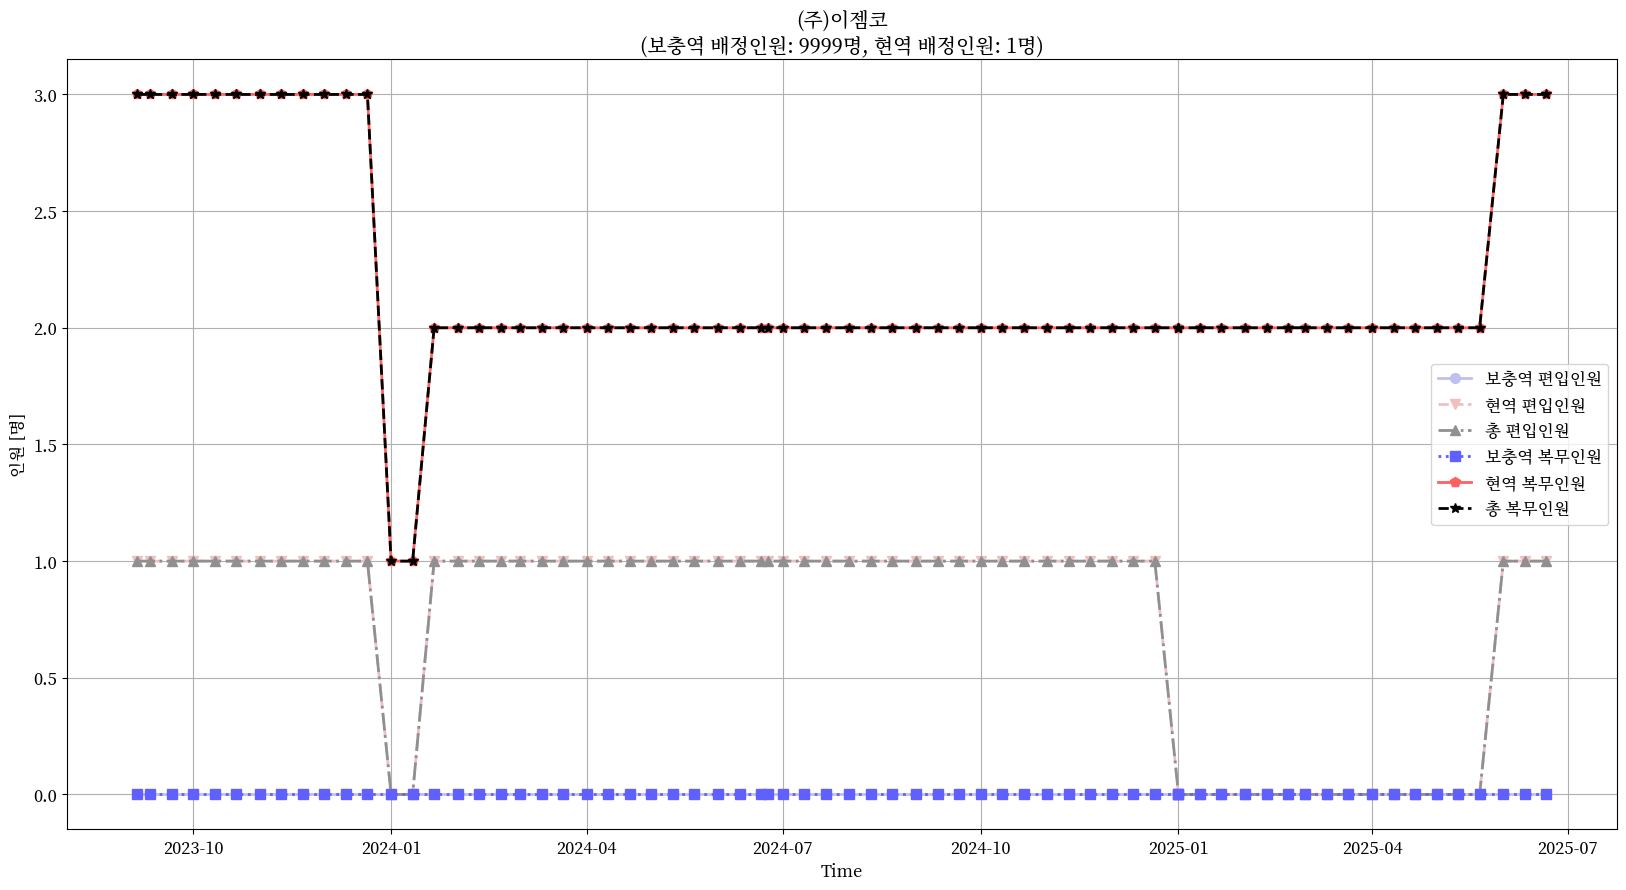 (주)이젬코
(보충역 배정인원: 9999명, 현역 배정인원: 1명)
3.0
2.5
2.0
1.5
1.0
0.5
0.0
인원 [명]
보충역 편입인원
현역 편입인원
총 편입인원
보충역 복무인원
현역 복무인원
총 복무인원
2023-10
2024-01
2024-04
2024-07
2024-10
2025-01
2025-04
2025-07
Time